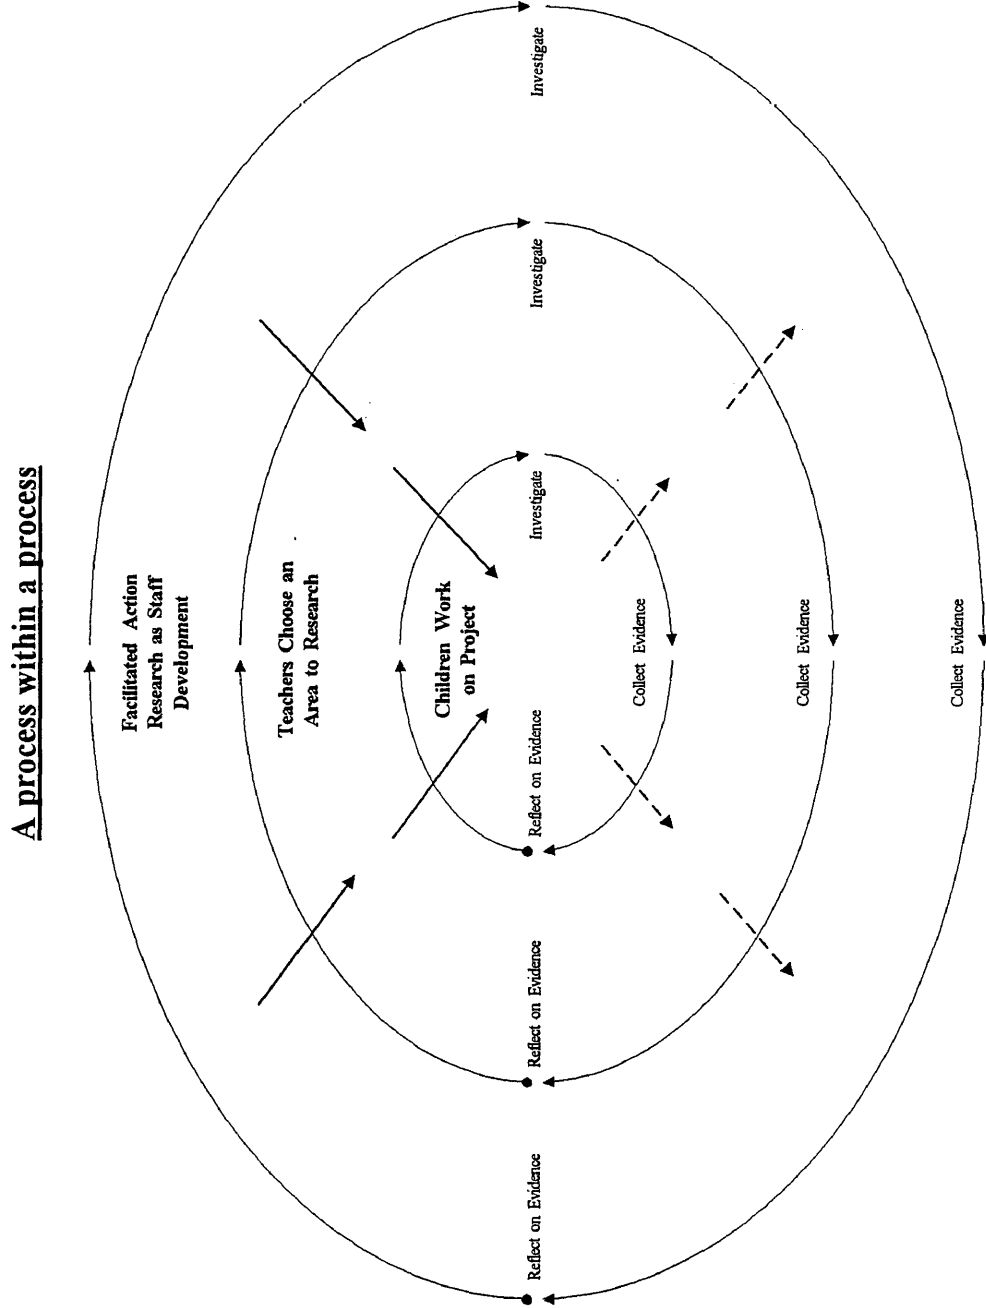 A process within a process
Facilitated Action
Research as Staff
Development
Teachers Choose an
Area to Research
Children Work
on Project
Reflect on Evidence
Reflect on Evidence
Reflect on Evidence
Investigate
Investigate
Investigate
Collect Evidence
Collect Evidence
Collect Evidence